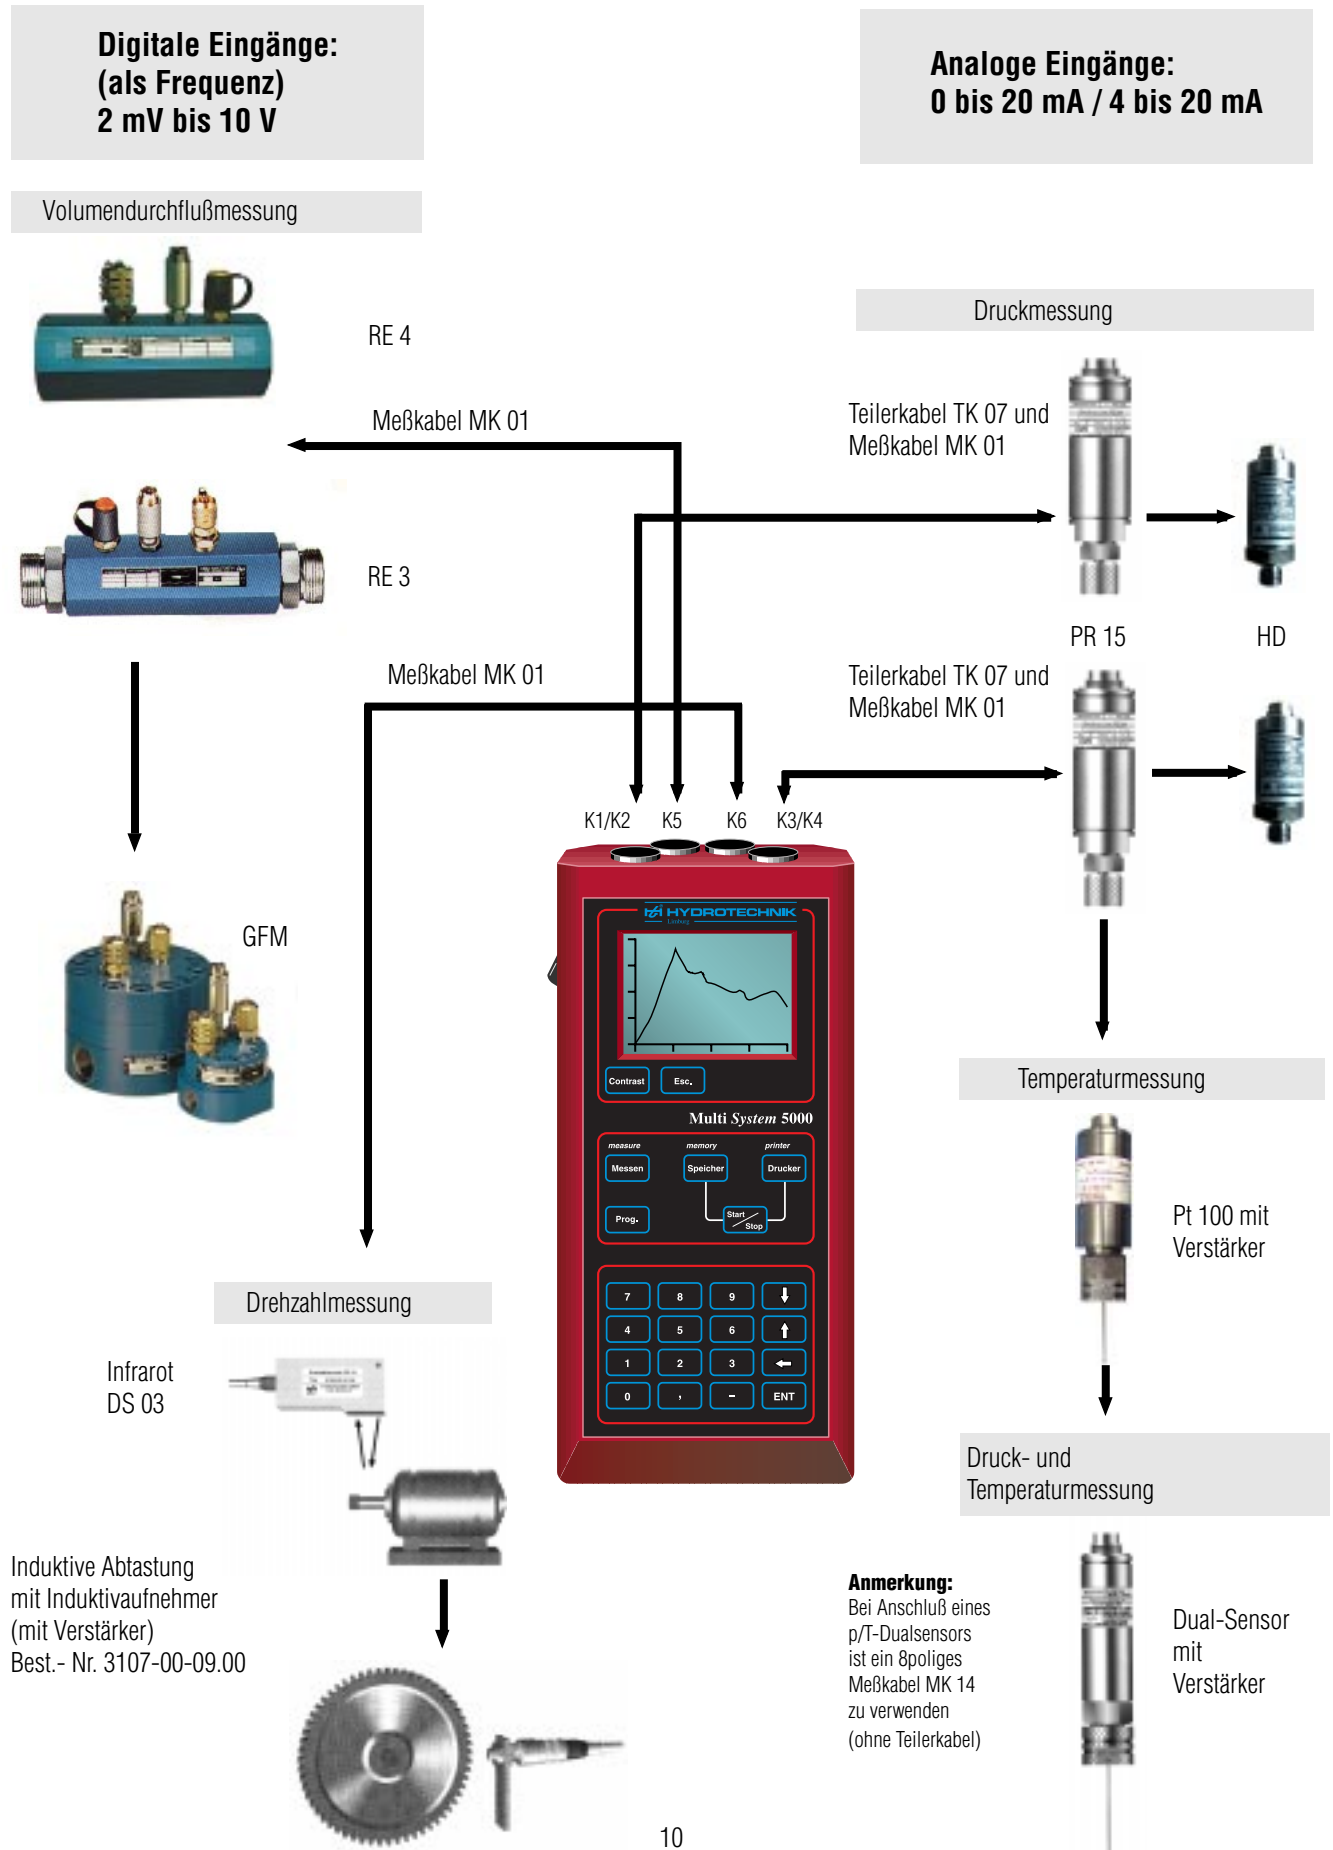 Digitale Eingänge:
(als Frequenz)
2 mV bis 10 V
Analoge Eingänge:
0 bis 20 mA / 4 bis 20 mA
Volumendurchflußmessung
RE 4
Meßkabel MK 01
RE 3
Meßkabel MK 01
GFM
Druckmessung
Teilerkabel TK 07 und
Meßkabel MK 01
PR 15
HD
Teilerkabel TK 07 und
Meßkabel MK 01
K1/K2
K5
K6
K3/K4
HYDROTECHNIK
Limburg
Contrast
Esc.
Multi System 5000
measure
memory
printer
Messen
Speicher
Drucker
Prog.
Start
Stop
7 8 9
4 5 6
1 2 3
0 , – ENT
Temperaturmessung
Pt 100 mit
Verstärker
Drehzahlmessung
Infrarot
DS 03
Induktive Abtastung
mit Induktivaufnehmer
(mit Verstärker)
Best.- Nr. 3107-00-09.00
Druck- und
Temperaturmessung
Anmerkung:
Bei Anschluß eines
p/T-Dualsensors
ist ein 8poliges
Meßkabel MK 14
zu verwenden
(ohne Teilerkabel)
Dual-Sensor
mit
Verstärker
10